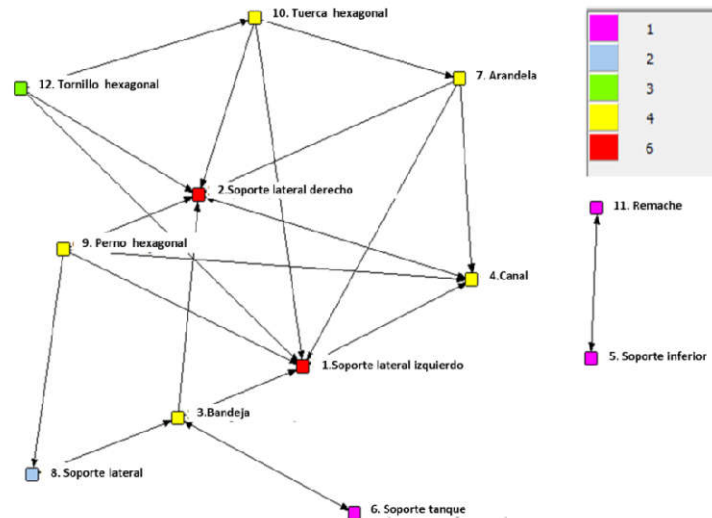 10. Tuerca hexagonal
1
2
3
4
6
7. Arandela
12. Tornillo hexagonal
2.Soporte lateral derecho
11. Remache
9. Perno hexagonal
4.Canal
1.Soporte lateral izquierdo
5. Soporte inferior
3.Bandeja
8. Soporte lateral
6. Soporte tanque